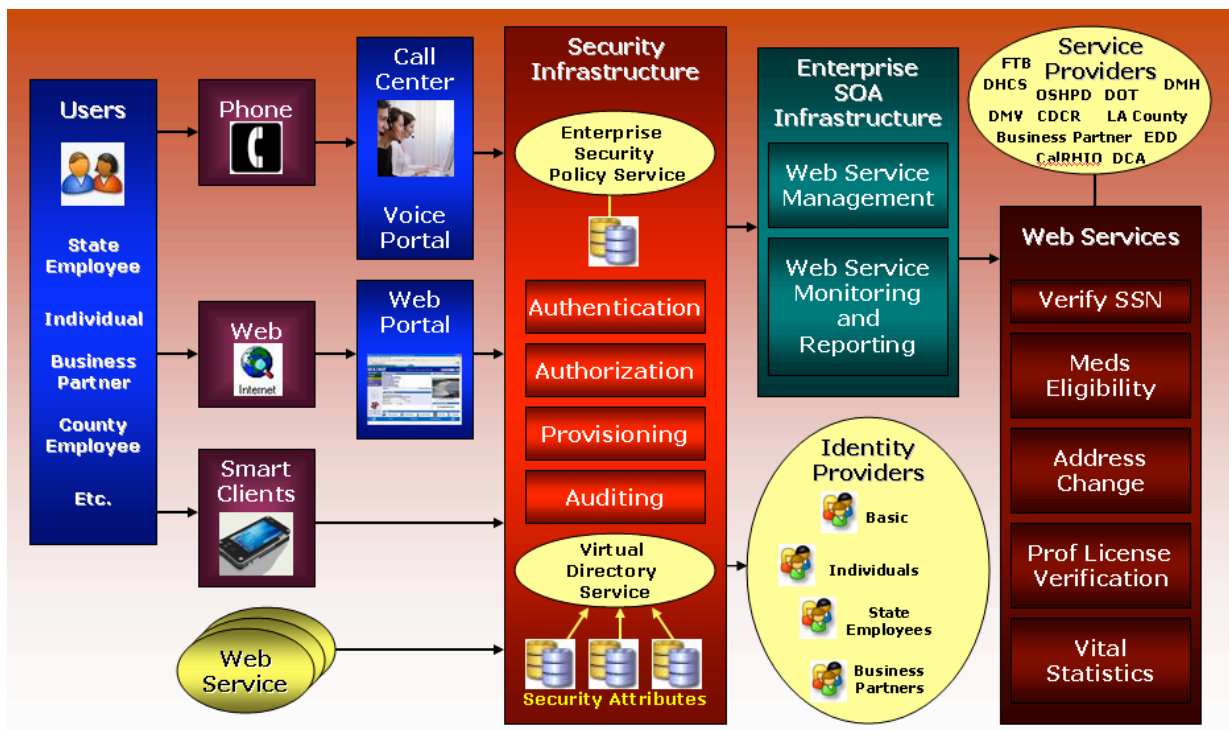 Users
State
Employee
Individual
Business
Partner
County
Employee
Etc.
Phone
Web
Internet
Smart
Clients
Web
Service
Call
Center
Voice
Portal
Web
Portal
Security
Infrastructure
Enterprise
Security
Policy Service
Authentication
Authorization
Provisioning
Auditing
Virtual
Directory
Service
Security Attributes
Enterprise
SOA
Infrastructure
Web Service
Management
Web Service
Monitoring
and
Reporting
Identity
Providers
Basic
Individuals
State
Employees
Business
Partners
Service
Providers
FTB
DHCS
DMH
OSHPD DOT
DMV CDCR LA County
Business Partner EDD
CalRHIO DCA
Web Services
Verify SSN
Meds
Eligibility
Address
Change
Prof License
Verification
Vital
Statistics